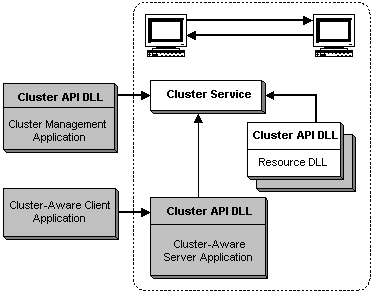 Cluster API DLL
Cluster Management
Application
Cluster Service
Cluster API DLL
Resource DLL
Cluster-Aware Client
Application
Cluster API DLL
Cluster-Aware
Server Application